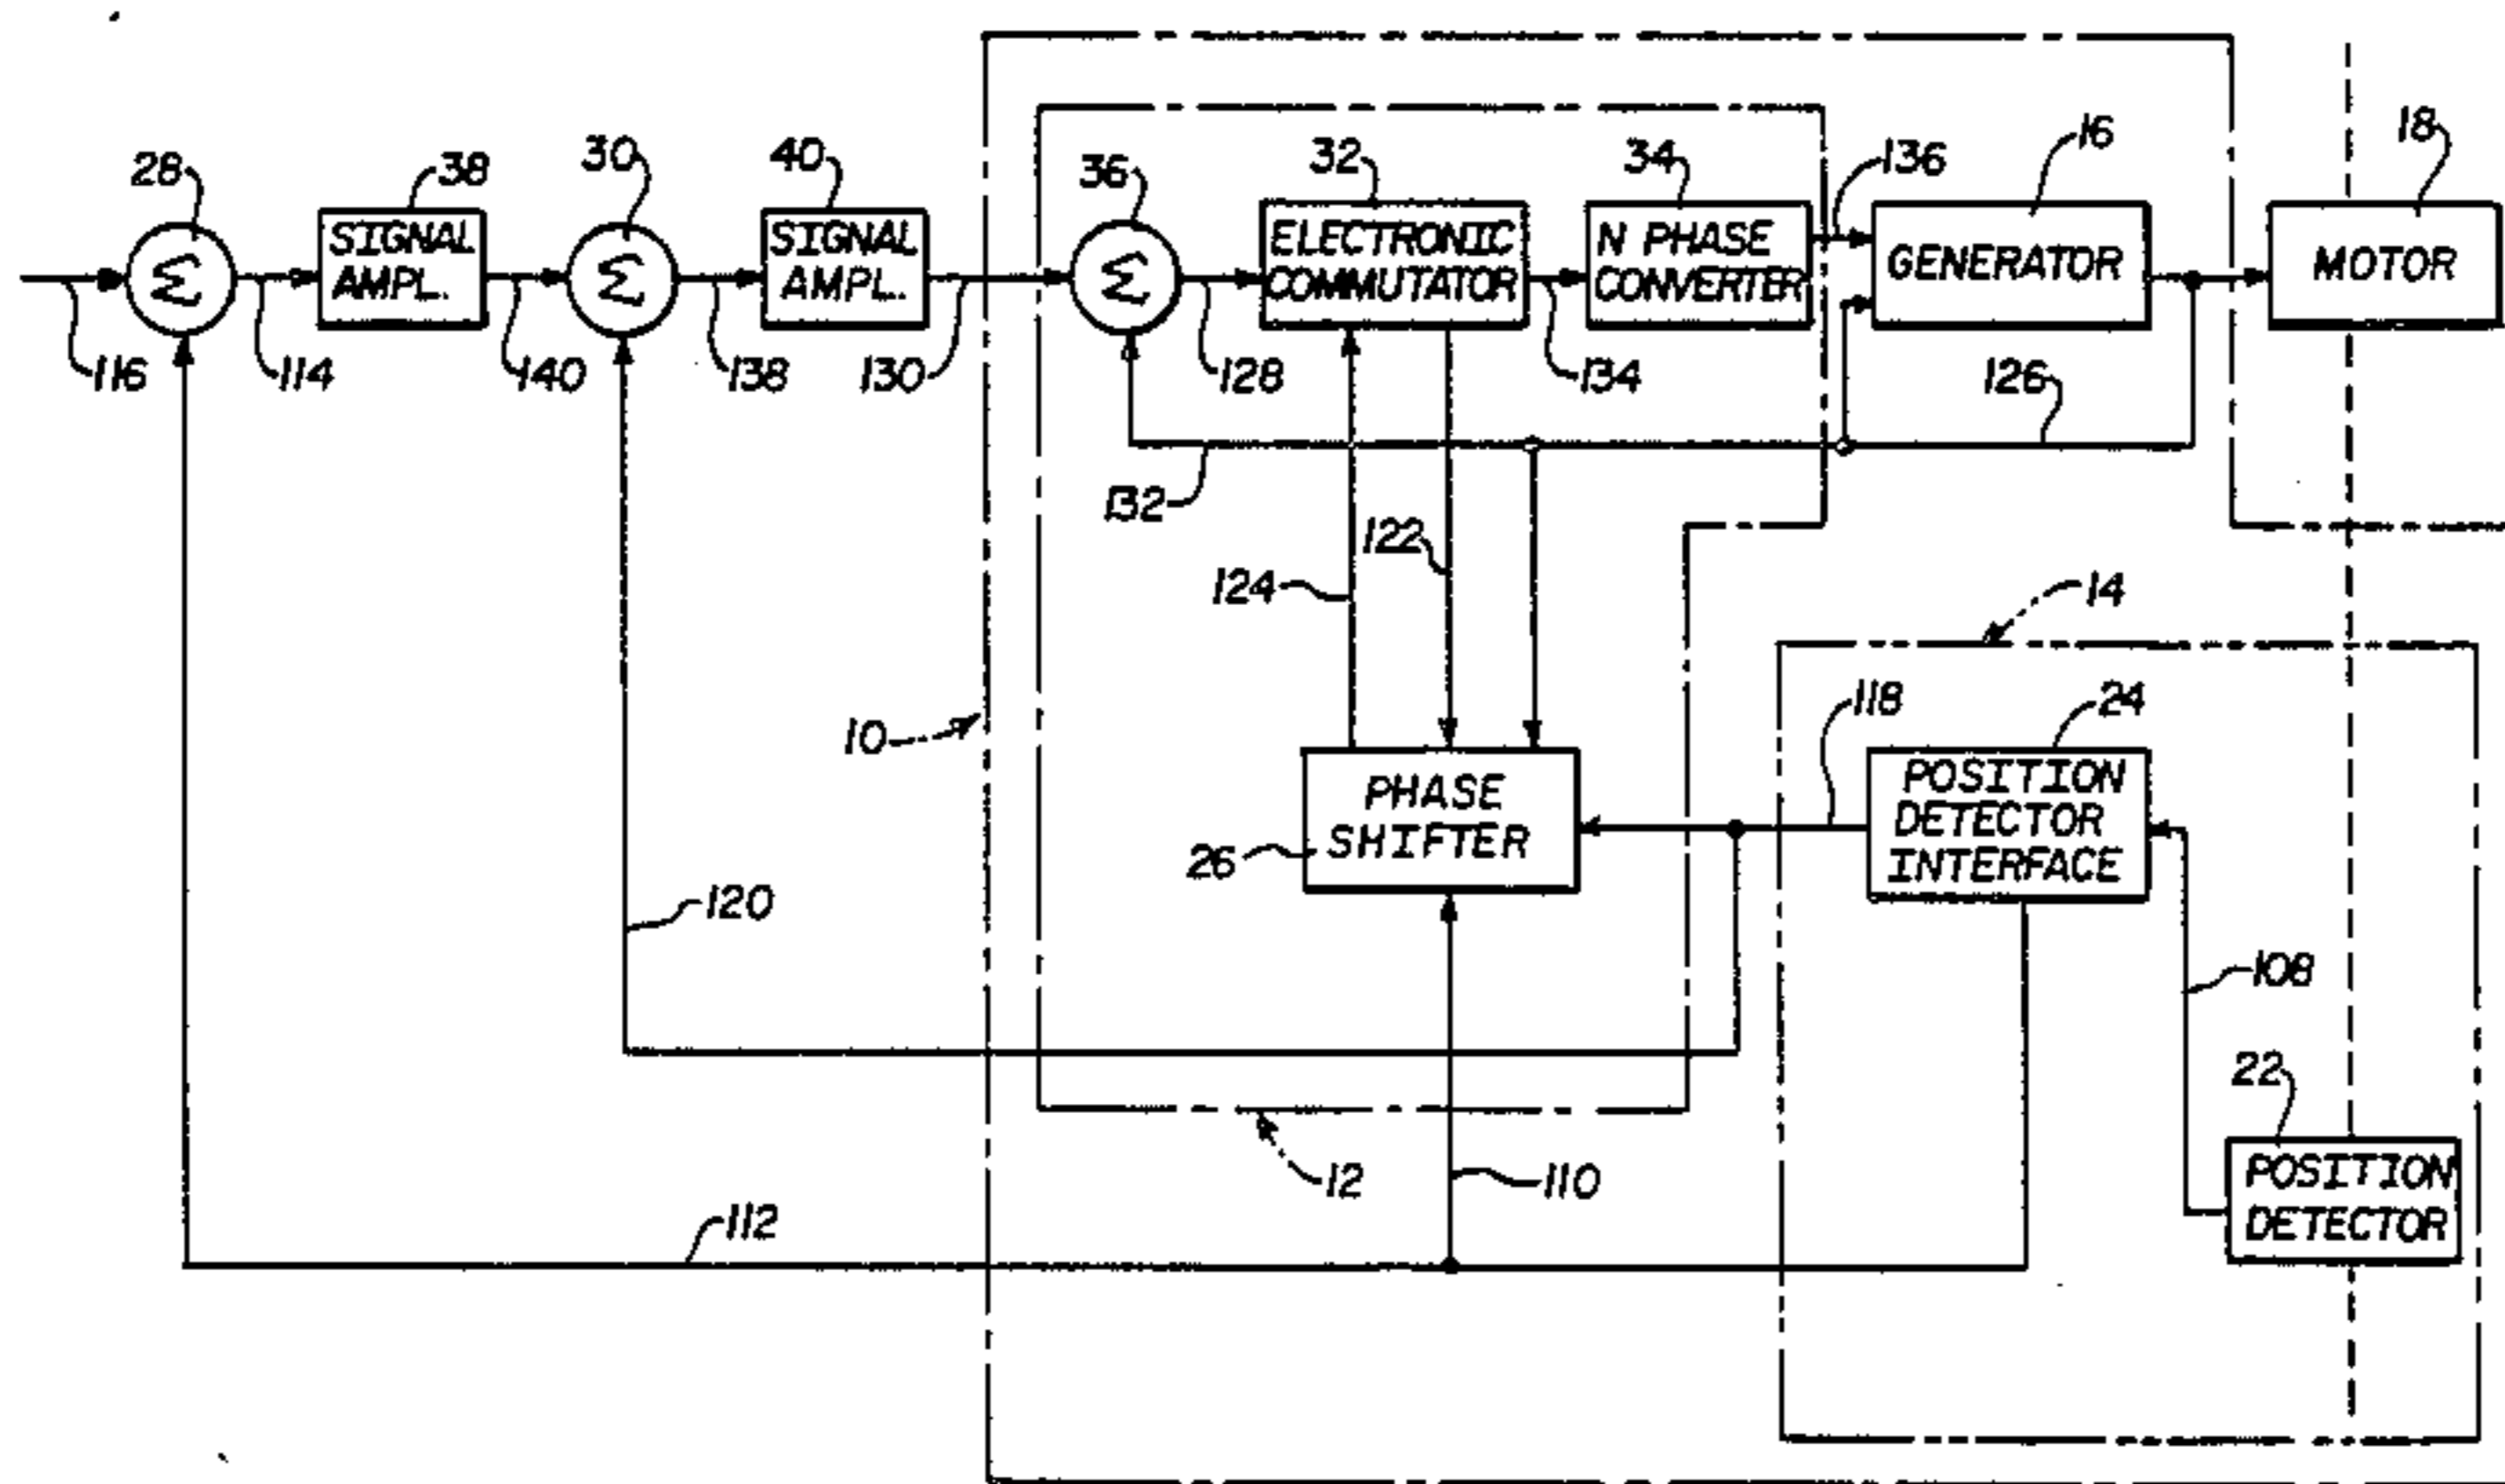 28
38
30
40
36
32
34
136
16
18
Σ
SIGNAL
AMPL.
Σ
SIGNAL
AMPL.
Σ
ELECTRONIC
COMMUTATOR
N PHASE
CONVERTER
GENERATOR
MOTOR
116
114
140
138
130
128
134
126
132
122
124
14
10
118
24
PHASE
SHIFTER
26
POSITION
DETECTOR
INTERFACE
120
108
22
12
110
POSITION
DETECTOR
112